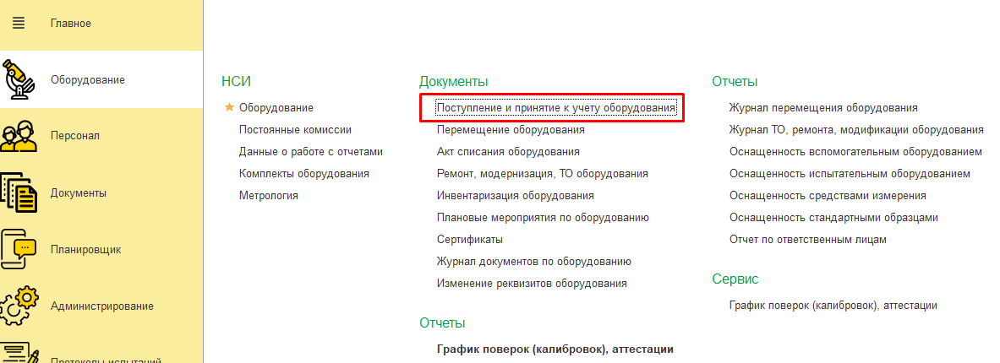 Главное
Оборудование
Персонал
Документы
Планировщик
Администрирование
Протоколы испытаний
НСИ
Оборудование
Постоянные комиссии
Данные о работе с отчетами
Комплекты оборудования
Метрология
Документы
Поступление и принятие к учету оборудования
Перемещение оборудования
Акт списания оборудования
Ремонт, модернизация, ТО оборудования
Инвентаризация оборудования
Плановые мероприятия по оборудованию
Сертификаты
Журнал документов по оборудованию
Изменение реквизитов оборудования
Отчеты
График поверок (калибровок), аттестации
Отчеты
Журнал перемещения оборудования
Журнал ТО, ремонта, модификации оборудования
Оснащенность вспомогательным оборудованием
Оснащенность испытательным оборудованием
Оснащенность средствами измерения
Оснащенность стандартными образцами
Отчет по ответственным лицам
Сервис
График поверок (калибровок), аттестации